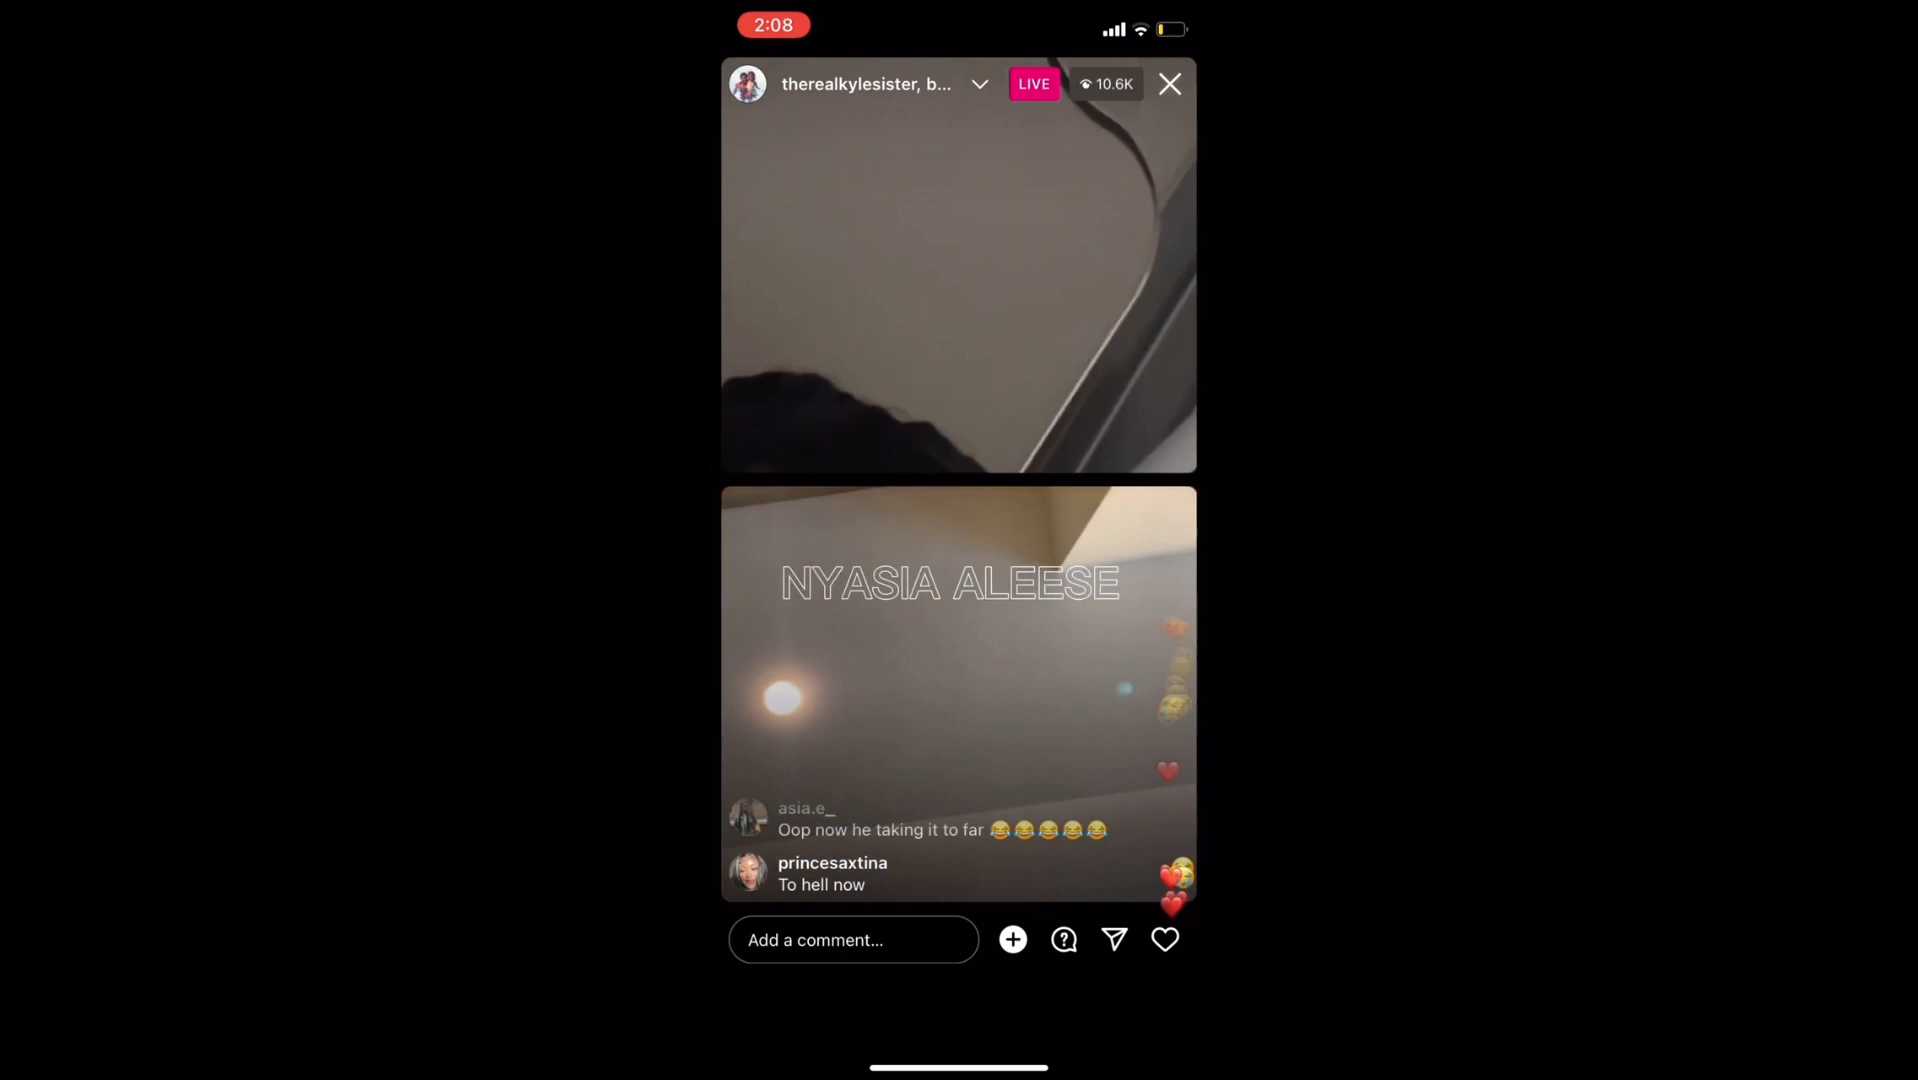 2:08
therealkylesister, b...
LIVE
10.6K
NYASIA ALEESE
asia.e_
Oop now he taking it to far 😂😂😂😂😂
princesaxtina
To hell now
Add a comment...